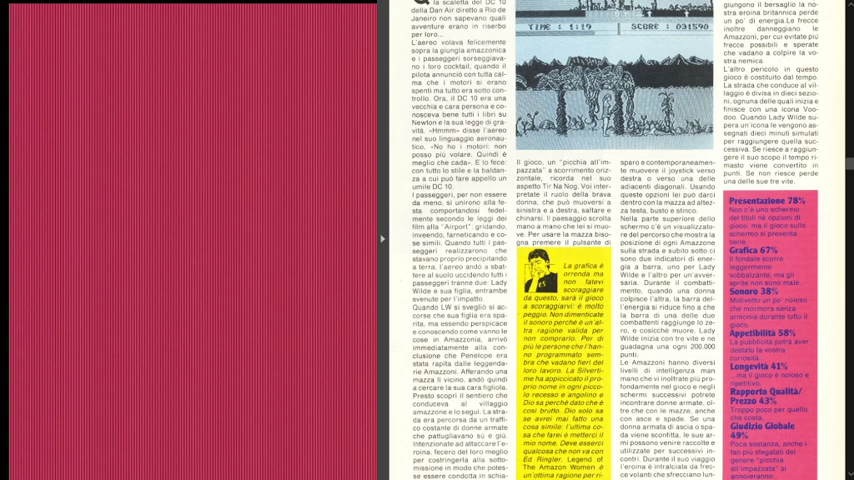 la scaletta del DC 10
della Dan Air diretto a Rio de
Janeiro non sapevano quali
avventure erano in riserbo
per loro...
L'aereo volava felicemente
sopra la giungla amazzonica
e i passeggeri sorseggiava-
no i loro cocktail, quando il
pilota annunciò con tutta cal-
ma che i motori si erano
spenti ma tutto era sotto con-
trollo. Ora, il DC 10 era una
vecchia e cara persona e co-
nosceva bene tutti i libri su
Newton e la sua legge di gra-
vità. «Hmmm» disse l'aereo
nel suo linguaggio aeronau-
tico. «No ho i motori: non
posso più volare. Quindi è
meglio che cada». E lo fece:
con tutto lo stile e la baldan-
za a cui può fare appello un
umile DC 10.
I passeggeri, per non essere
da meno, si unirono alla fe-
sta comportandosi fedel-
mente secondo le leggi dei
film alla "Airport": gridando,
inveendo, farneticando e co-
se simili. Quando tutti i pas-
seggeri realizzarono che
stavano proprio precipitando
a terra, l'aereo andò a sbat-
tere al suolo uccidendo tutti i
passegeri tranne due: Lady
Wilde e sua figlia, entrambe
svenute per l'impatto.
Quando LW si svegliò si ac-
corse che sua figlia era spa-
rita, ma essendo perspicace
e conoscendo come vanno le
cose in Amazzonia, arrivò
immediatamente alla con-
clusione che Penelope era
stata rapita dalle leggenda-
rie Amazzoni. Afferando una
mazza lì vicino, andò quindi
a cercare la sua cara figliola.
Presto scoprì il sentiero che
conduceva al villaggio
amazzone e lo seguì. La stra-
da era percorsa da un traffi-
co costante di donne armate
che pattugliavano su e giù.
Intenzionate ad attaccare l'e-
roina, fecero del loro meglio
per costringerla alla sotto-
missione in modo che potes-
se essere condotta in schia-
TIME : 1:19 SCORE : 031590
Il gioco, un "picchia all'im-
pazzata" a scorrimento oriz-
zontale, ricorda nel suo
aspetto Tir Na Nog. Voi inter-
pretate il ruolo della brava
donna, che può muoversi a
sinistra e a destra, saltare e
chinarsi. Il paesaggio scrolla
mano a mano che lei si muo-
ve. Per usare la mazza biso-
gna premere il pulsante di
La grafica è
orrenda ma
non fatevi
scoraggiare
da questo, sarà il gioco
a scoraggiarvi: è molto
peggio. Non dimenticate
il sonoro perchè è un'al-
tra ragione valida per
non comprarlo. Per di
più le persone che l'han-
no programmato sem-
bra che vadano fieri del
loro lavoro. La Silverti-
me ha appiccicato il pro-
prio nome in ogni picco-
lo recesso e angolino e
Dio sa perché dato che è
così brutto. Dio solo sa
se avrei mai fatto una
cosa simile: l'ultima co-
sa che farei è metterci il
mio nome. Deve esserci
qualcosa che non va con
Ed Ringler, Legend of
The Amazon Women è
un'ottima ragione per ri-
sparo e contemporaneamen-
te muovere il joystick verso
destra o verso una delle
adiacenti diagonali. Usando
queste leggi lei può darci
dentro con la mazza ad altez-
za testa, busto e stinco.
Nella parte superiore dello
schermo c'è un visualizzato-
re del percorso che mostra la
posizione di ogni Amazzone
sulla strada e subito sotto ci
sono due indicatori di ener-
gia a barra, uno per Lady
Wilde e l'altro per un'avver-
saria. Durante il combatti-
mento, quando una donna
colpisce l'altra, la barra del-
l'energia si riduce fino a che
la barra di una delle due
combattenti raggiunge lo ze-
ro, e cosicche muore. Lady
Wilde inizia con tre vite e ne
guadagna una ogni 200.000
punti.
Le Amazzoni hanno diversi
livelli di intelligenza man
mano che vi inoltrate più pro-
fondamente nel gioco e negli
schermi successivi potrete
incontrare donne armate, ol-
tre che con le mazze, anche
con asce e spade. Se una
donna armata di ascia o spa-
da viene sconfitta, le sue ar-
mi possono venire raccolte e
utilizzate per successivi in-
contri. Durante il suo viaggio
l'eroina è intralciata da frec-
ce volanti che sfrecciano lun-
giungono il bersaglio la no-
stra eroina britannica perde
un po' di energia. Le frecce
inoltre danneggiano le
Amazzoni, per cui evitate più
frecce possibili e sperate
che vadano a colpire la vo-
stra nemica.
L'altro pericolo in questo
gioco è costituito dal tempo.
La strada che conduce al vil-
laggio è divisa in dieci sezio-
ni, ognuna delle quali inizia e
finisce con una icona Voo-
doo. Quando Lady Wilde su-
pera un'icona le vengono as-
segnati dieci minuti simulati
per raggiungere quella suc-
cessiva. Se riesce a raggiun-
gere il suo scopo il tempo ri-
masto viene convertito in
punti. Se non riesce perde
una delle sue tre vite.
Presentazione 78%
Non c'è uno schermo
dei titoli nè opzioni di
gioco, ma il gioco sullo
schermo si presenta
bene.
Grafica 67%
Il fondale scorre
leggermente
sobbalzante, ma gli
sprite non sono male.
Sonoro 38%
Motivetto un po' noioso
che mormora senza
armonia durante tutto il
gioco.
Appetibilità 58%
La pubblicità potrà aver
destato la vostra
curiosità...
Longevità 41%
...ma il gioco è noioso e
ripetitivo.
Rapporto Qualità/
Prezzo 43%
Troppo poco per quello
che costa.
Giudizio Globale
49%
Poca sostanza, anche i
fan più sfegatati del
genere "picchia
all'impazzata" si
annoieranno.